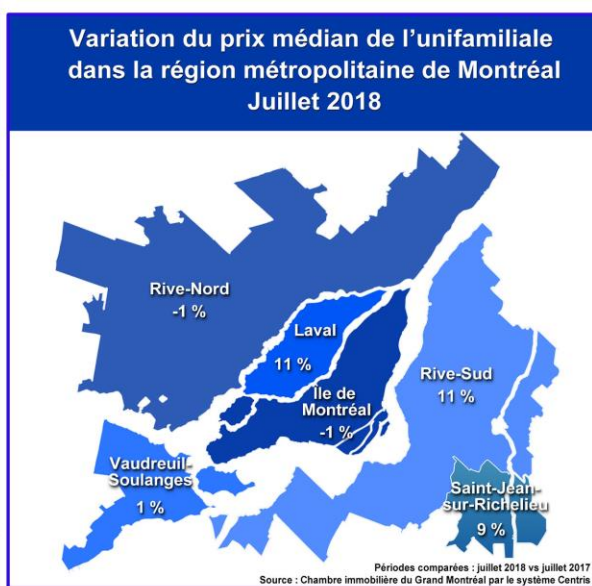 Variation du prix médian de l’unifamiliale
dans la région métropolitaine de Montréal
Juillet 2018
Rive-Nord
-1 %
Laval
11 %
Île de
Montréal
-1 %
Rive-Sud
11 %
Vaudreuil-
Soulanges
1 %
Saint-Jean-
sur-Richelieu
9 %
Périodes comparées : juillet 2018 vs juillet 2017
Source : Chambre immobilière du Grand Montréal par le système Centris